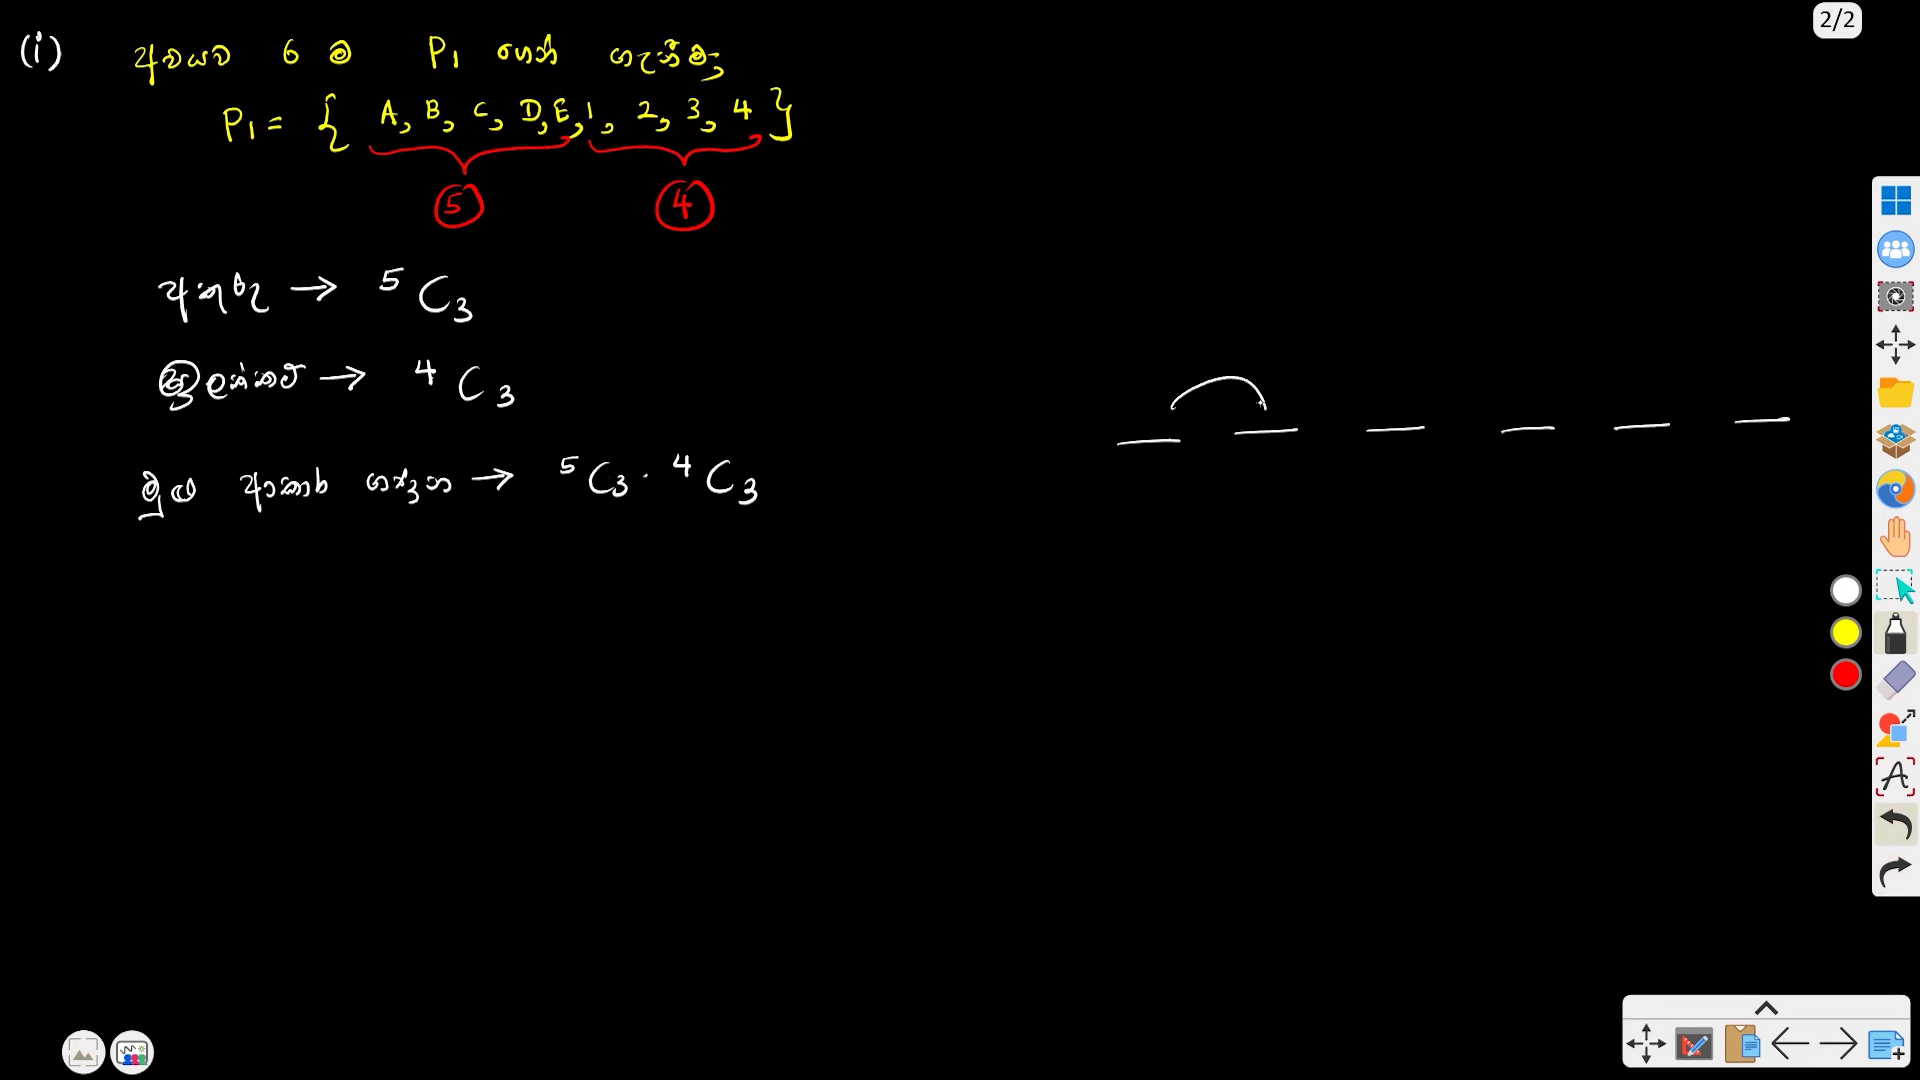 2/2
(i) අවයව 6 ම P₁ ගෙන් ගැනීම;
P₁ = { A, B, C, D, E, 1, 2, 3, 4 }
5 4
අකුරු → ⁵C₃
ඉලක්කම් → ⁴C₃
මුළු ආකාර ගණන → ⁵C₃ · ⁴C₃